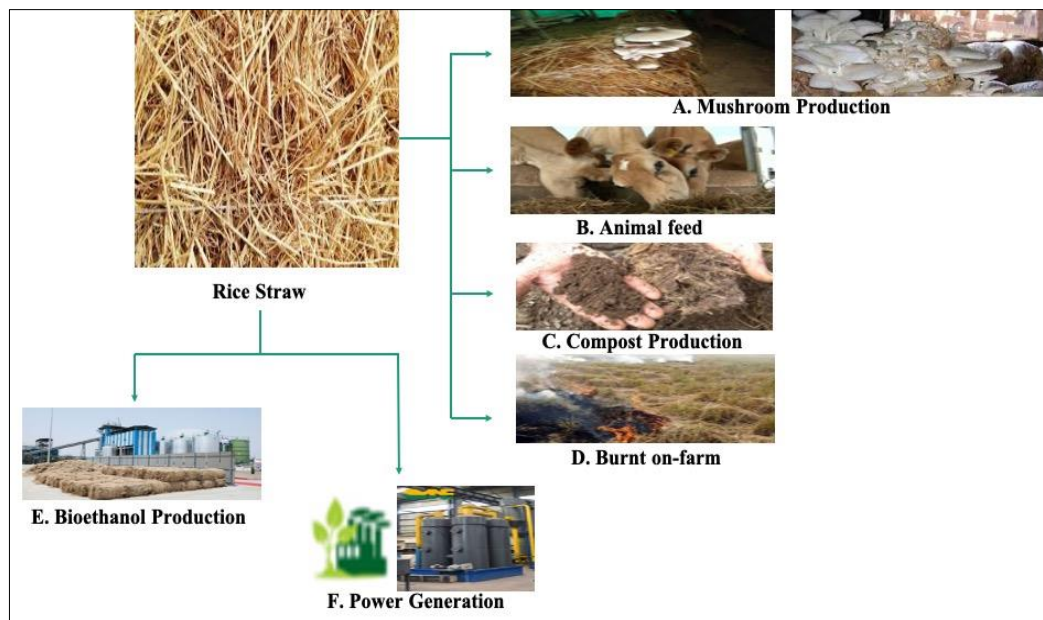 Rice Straw
A. Mushroom Production
B. Animal feed
C. Compost Production
D. Burnt on-farm
E. Bioethanol Production
F. Power Generation